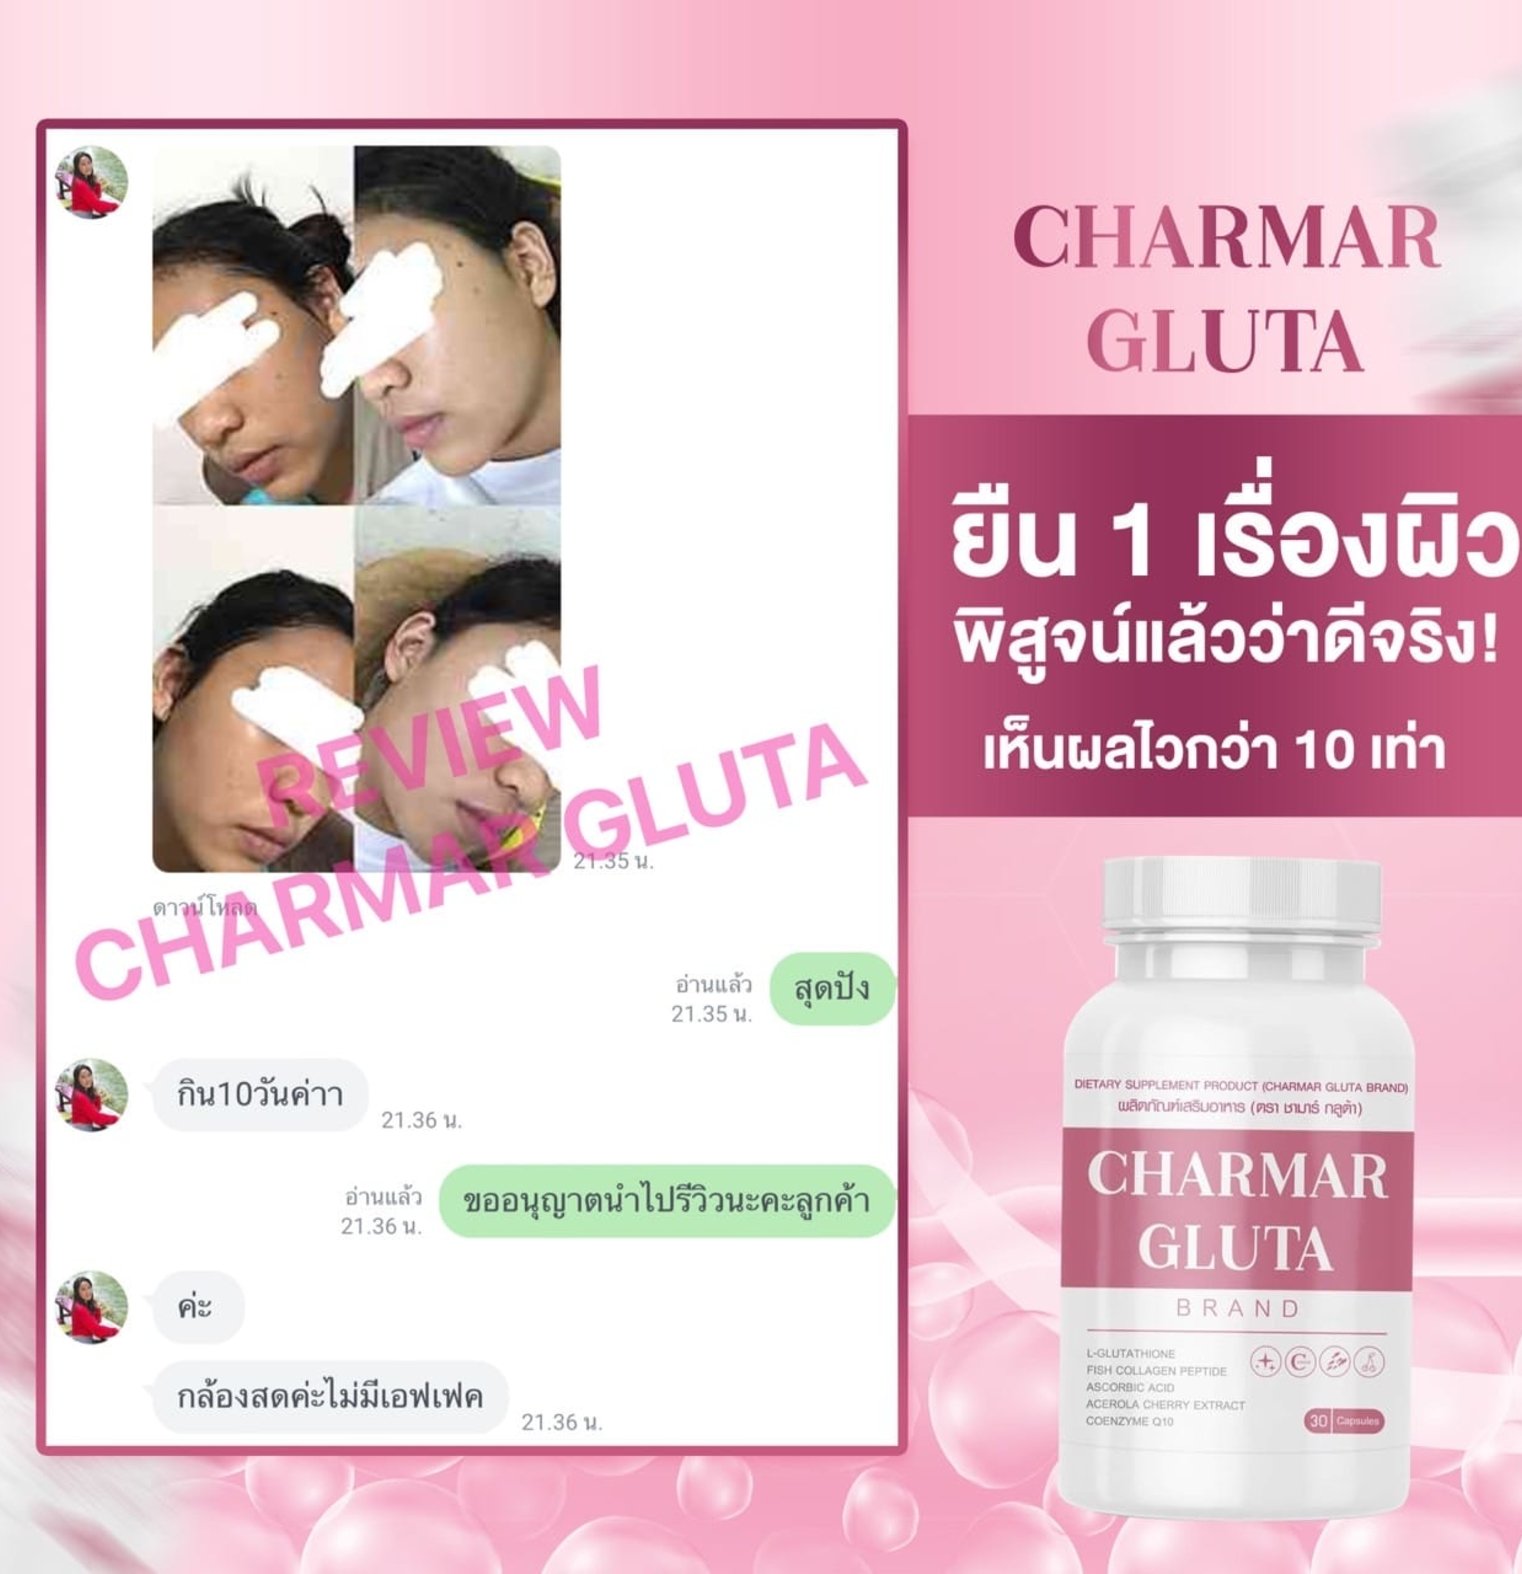 21.35 น.
ดาวน์โหลด
REVIEW
CHARMAR GLUTA
สุดปัง
อ่านแล้ว
21.35 น.
กิน10วันค่าา
21.36 น.
ขออนุญาตนำไปรีวิวนะคะลูกค้า
อ่านแล้ว
21.36 น.
ค่ะ
กล้องสดค่ะไม่มีเอฟเฟค
21.36 น.
CHARMAR
GLUTA
ยืน 1 เรื่องผิว
พิสูจน์แล้วว่าดีจริง!
เห็นผลไวกว่า 10 เท่า
DIETARY SUPPLEMENT PRODUCT (CHARMAR GLUTA BRAND)
ผลิตภัณฑ์เสริมอาหาร (ตรา ชามาร์ กลูต้า)
CHARMAR
GLUTA
BRAND
L-GLUTATHIONE
FISH COLLAGEN PEPTIDE
ASCORBIC ACID
ACEROLA CHERRY EXTRACT
COENZYME Q10
30 Capsules